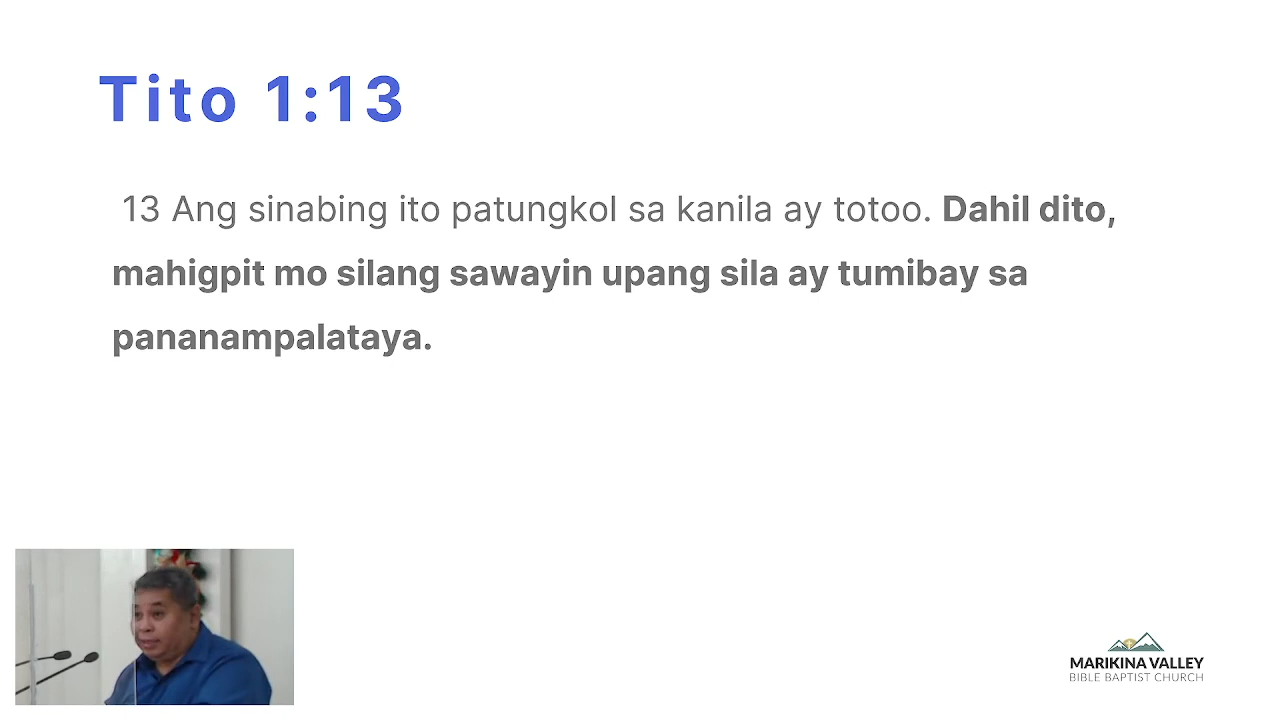 Tito 1:13
13 Ang sinabing ito patungkol sa kanila ay totoo. Dahil dito,
mahigpit mo silang sawayin upang sila ay tumibay sa
pananampalataya.
MARIKINA VALLEY
BIBLE BAPTIST CHURCH